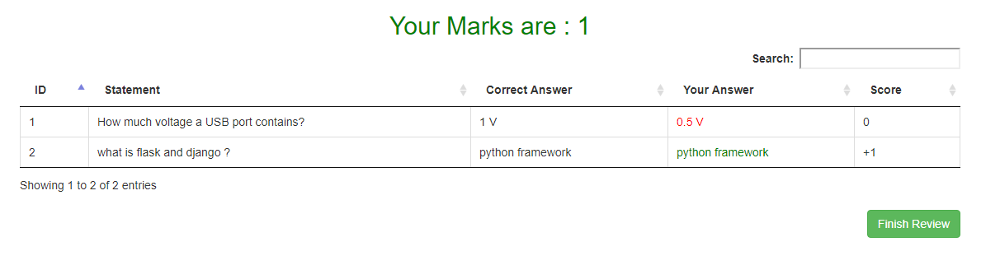 Your Marks are : 1
Search:
ID Statement Correct Answer Your Answer Score
1 How much voltage a USB port contains? 1 V 0.5 V 0
2 what is flask and django ? python framework python framework +1
Showing 1 to 2 of 2 entries
Finish Review